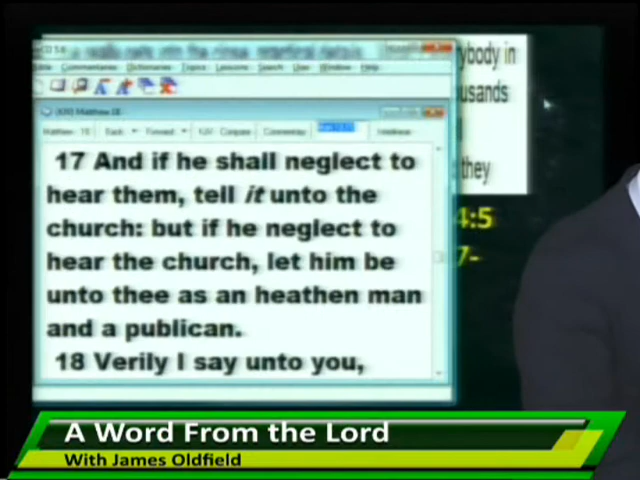 ybody in
usands
they
4:5
7-
17 And if he shall neglect to
hear them, tell it unto the
church: but if he neglect to
hear the church, let him be
unto thee as an heathen man
and a publican.
18 Verily I say unto you,
A Word From the Lord
With James Oldfield